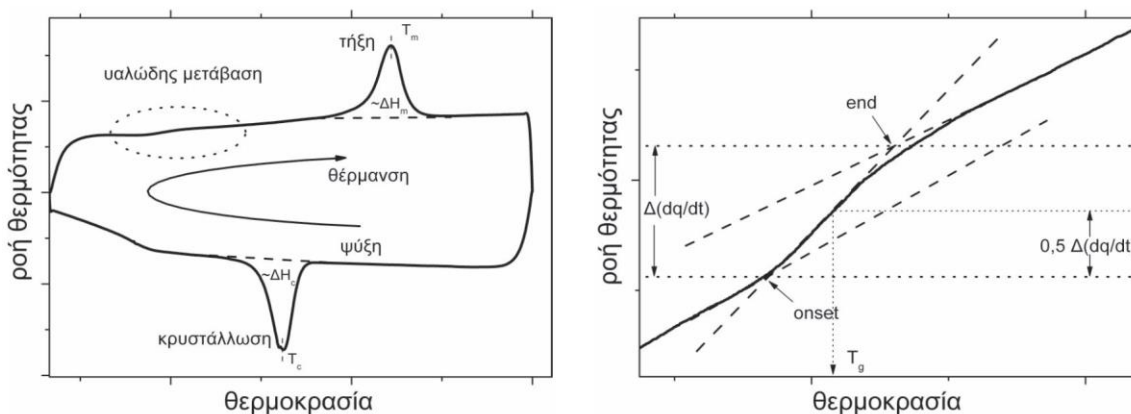 τήξη
T_m
υαλώδης μετάβαση
~ΔH_m
ροή θερμότητας
θέρμανση
ψύξη
~ΔH_c
κρυστάλλωση
T_c
θερμοκρασία
end
ροή θερμότητας
Δ(dq/dt)
0,5 Δ(dq/dt
onset
T_g
θερμοκρασία